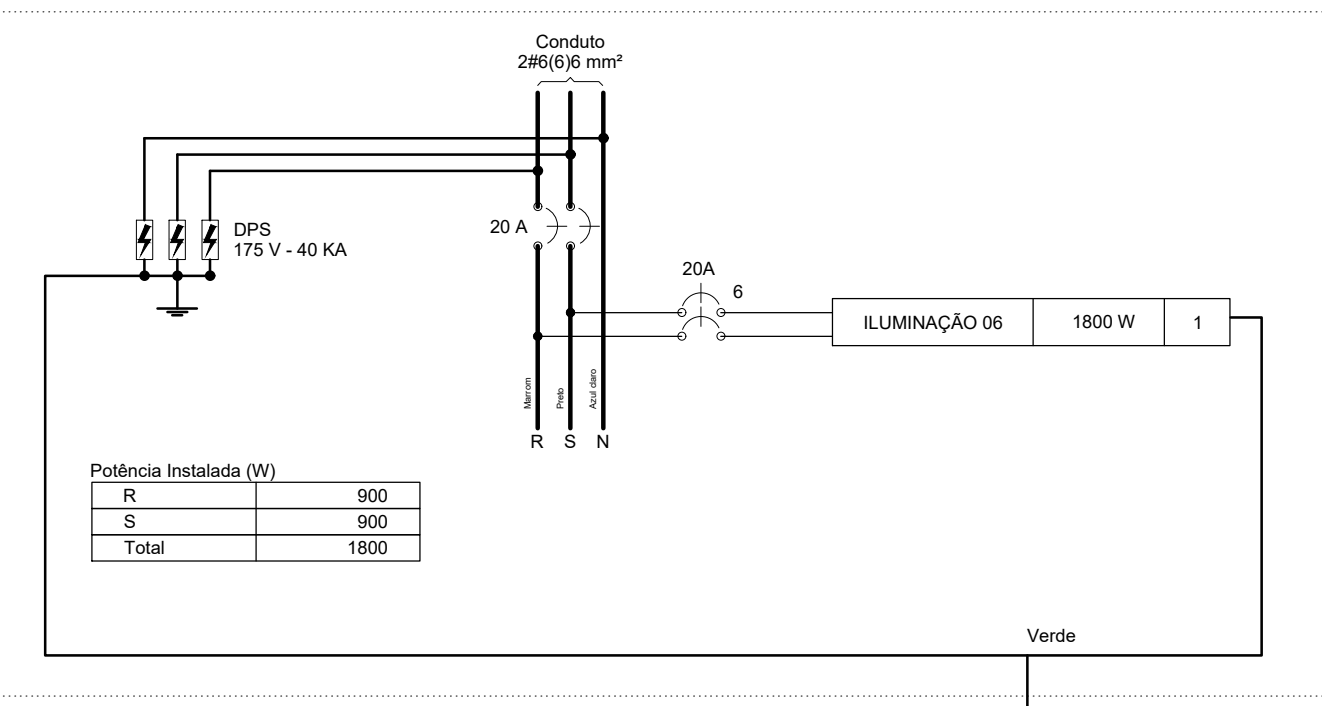 Conduto
2#6(6)6 mm²
DPS
175 V - 40 KA
20 A
20A
6
ILUMINAÇÃO 06 1800 W 1
Marrom
Preto
Azul claro
R S N
Potência Instalada (W)
R 900
S 900
Total 1800
Verde